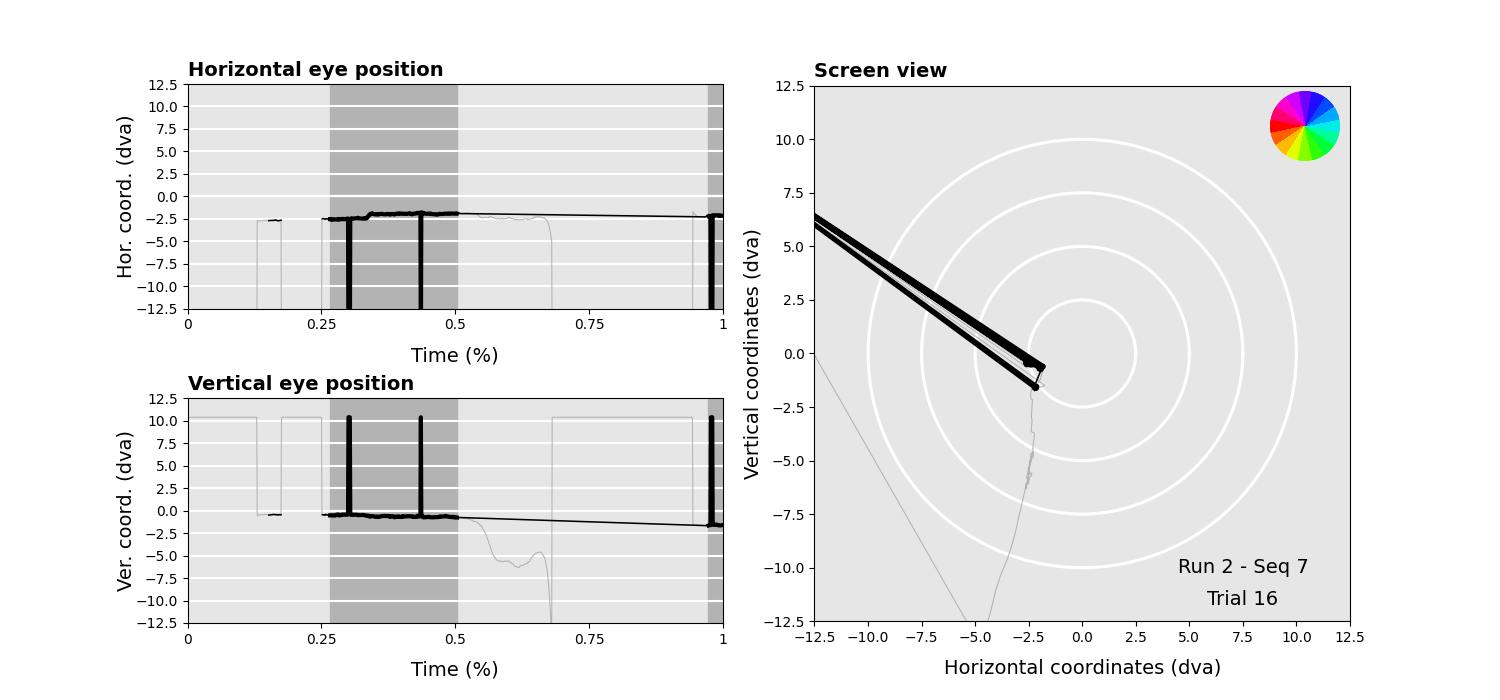 Horizontal eye position
Hor. coord. (dva)
12.5
10.0
7.5
5.0
2.5
0.0
−2.5
−5.0
−7.5
−10.0
−12.5
0 0.25 0.5 0.75 1
Time (%)
Vertical eye position
Ver. coord. (dva)
12.5
10.0
7.5
5.0
2.5
0.0
−2.5
−5.0
−7.5
−10.0
−12.5
0 0.25 0.5 0.75 1
Time (%)
Screen view
Vertical coordinates (dva)
12.5
10.0
7.5
5.0
2.5
0.0
−2.5
−5.0
−7.5
−10.0
−12.5
Run 2 - Seq 7
Trial 16
−12.5 −10.0 −7.5 −5.0 −2.5 0.0 2.5 5.0 7.5 10.0 12.5
Horizontal coordinates (dva)